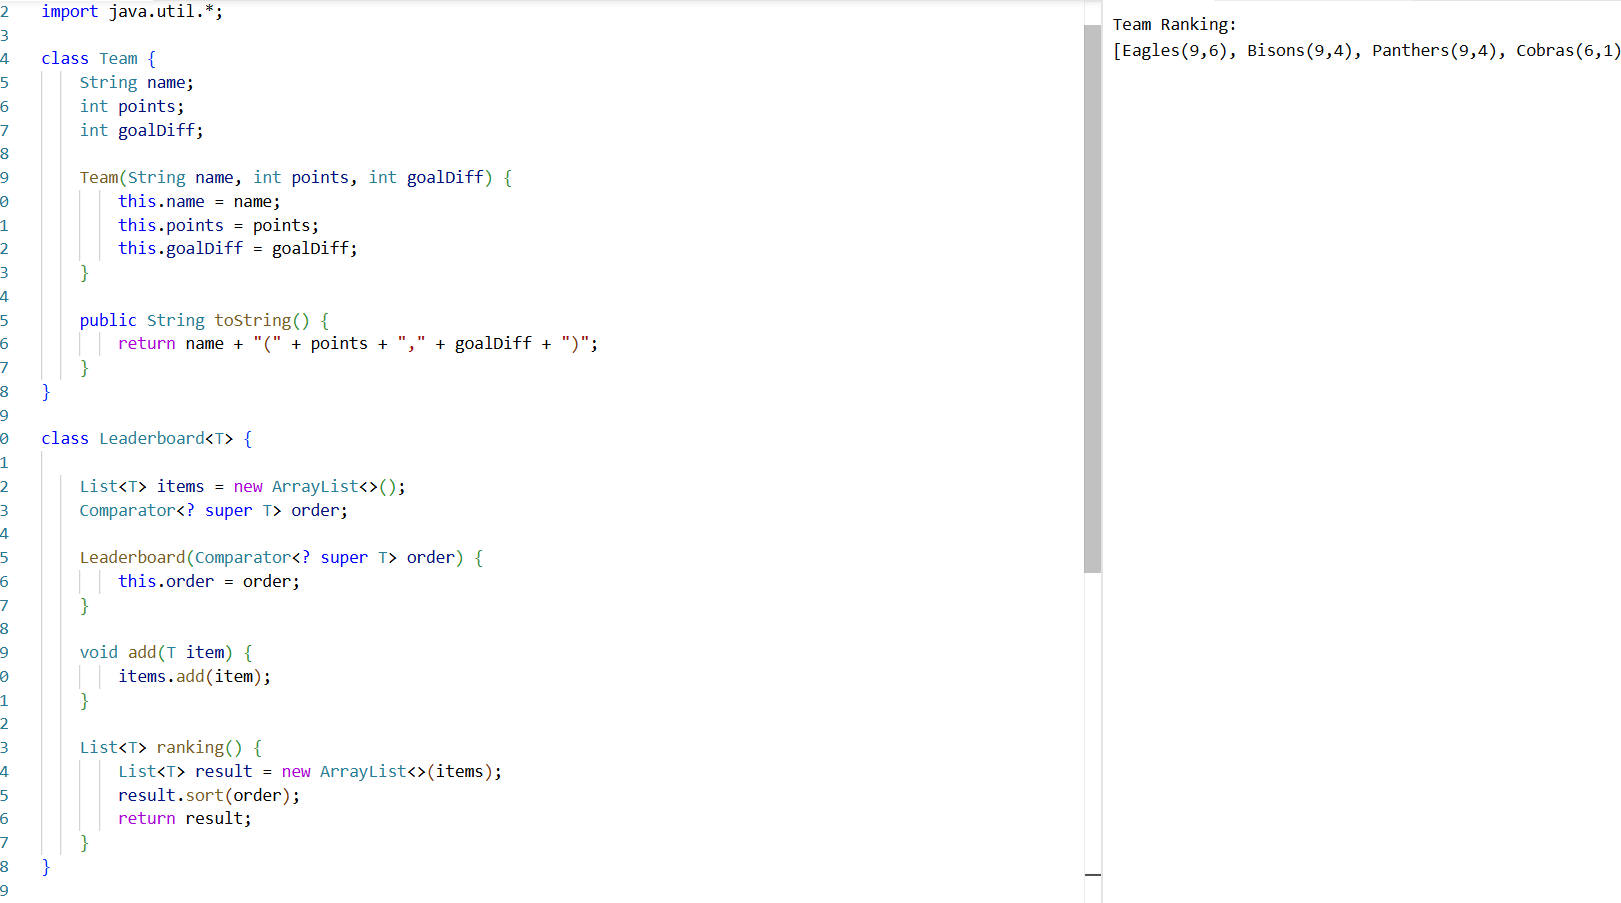 2 import java.util.*;
3
4 class Team {
5 String name;
6 int points;
7 int goalDiff;
8
9 Team(String name, int points, int goalDiff) {
0 this.name = name;
1 this.points = points;
2 this.goalDiff = goalDiff;
3 }
4
5 public String toString() {
6 return name + "(" + points + "," + goalDiff + ")";
7 }
8 }
9
0 class Leaderboard<T> {
1
2 List<T> items = new ArrayList<>();
3 Comparator<? super T> order;
4
5 Leaderboard(Comparator<? super T> order) {
6 this.order = order;
7 }
8
9 void add(T item) {
0 items.add(item);
1 }
2
3 List<T> ranking() {
4 List<T> result = new ArrayList<>(items);
5 result.sort(order);
6 return result;
7 }
8 }
9
Team Ranking:
[Eagles(9,6), Bisons(9,4), Panthers(9,4), Cobras(6,1)